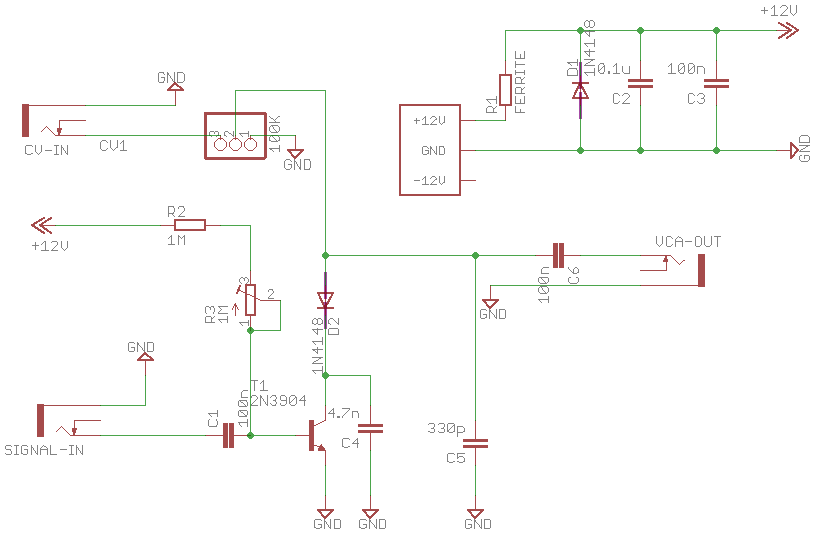 +12V
GND
CV-IN
CV1
3
2
1
100K
GND
R1
FERRITE
D1
1N4148
0.1u
C2
100n
C3
+12V
GND
-12V
GND
+12V
R2
1M
R3
1M
3
2
1
D2
1N4148
VCA-OUT
100n
C6
GND
GND
SIGNAL-IN
C1
100n
T1
2N3904
4.7n
C4
330p
C5
GND
GND
GND